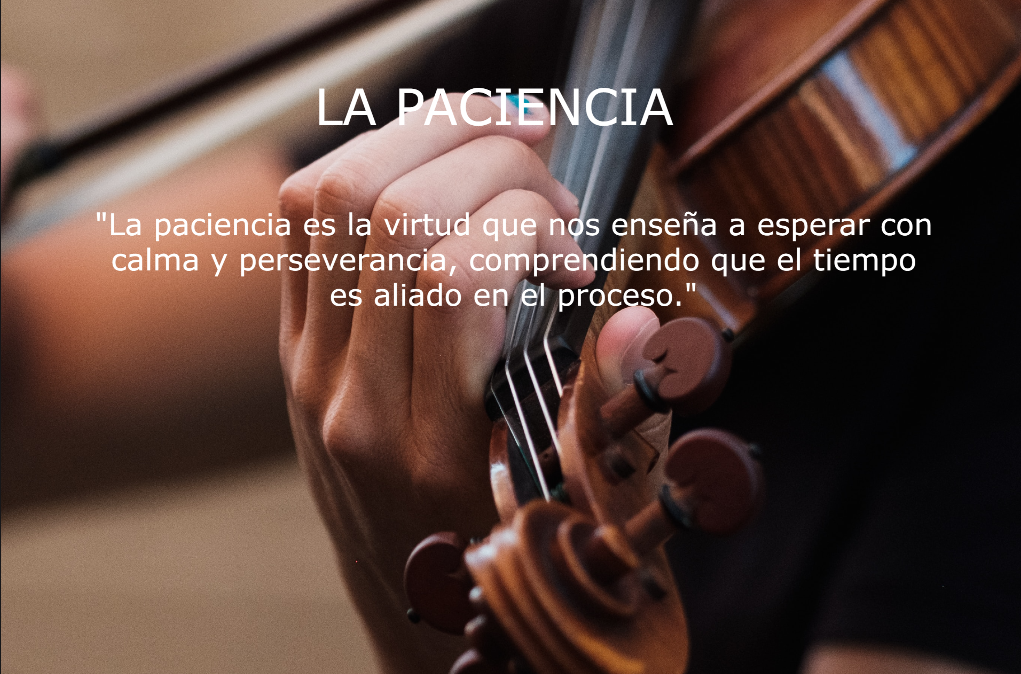 LA PACIENCIA
"La paciencia es la virtud que nos enseña a esperar con
calma y perseverancia, comprendiendo que el tiempo
es aliado en el proceso."